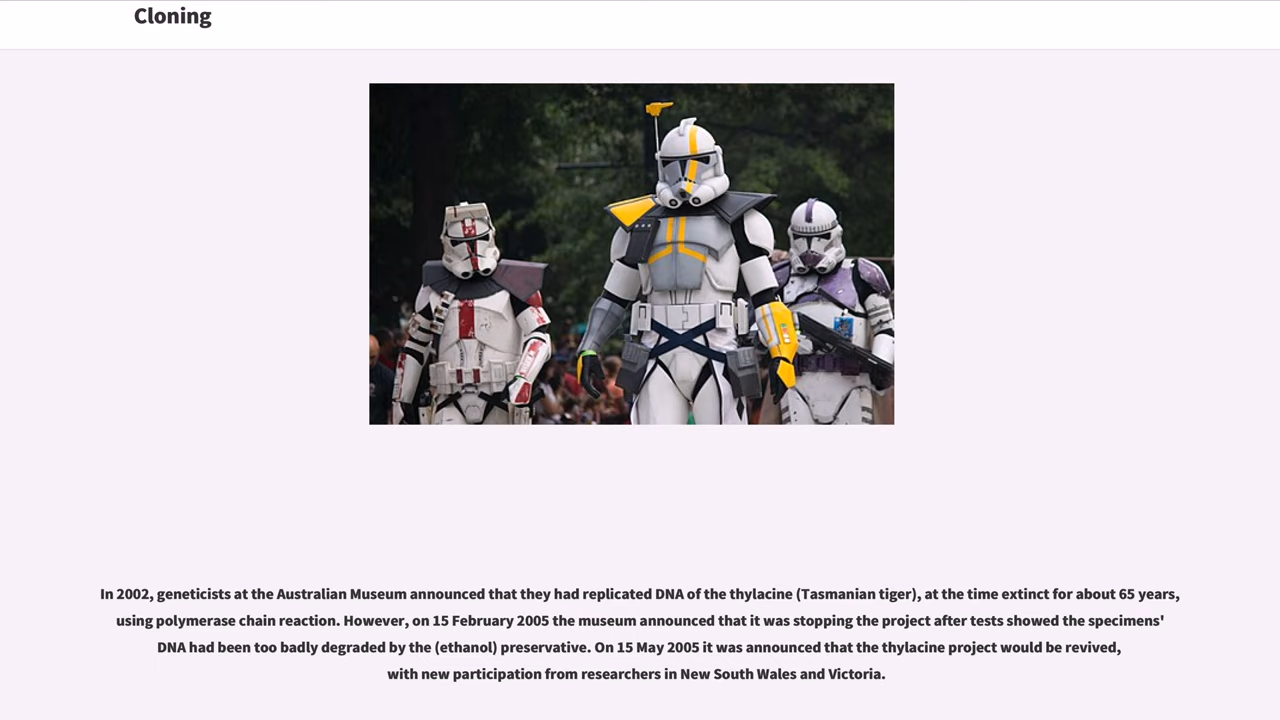 Cloning
In 2002, geneticists at the Australian Museum announced that they had replicated DNA of the thylacine (Tasmanian tiger), at the time extinct for about 65 years,
using polymerase chain reaction. However, on 15 February 2005 the museum announced that it was stopping the project after tests showed the specimens'
DNA had been too badly degraded by the (ethanol) preservative. On 15 May 2005 it was announced that the thylacine project would be revived,
with new participation from researchers in New South Wales and Victoria.